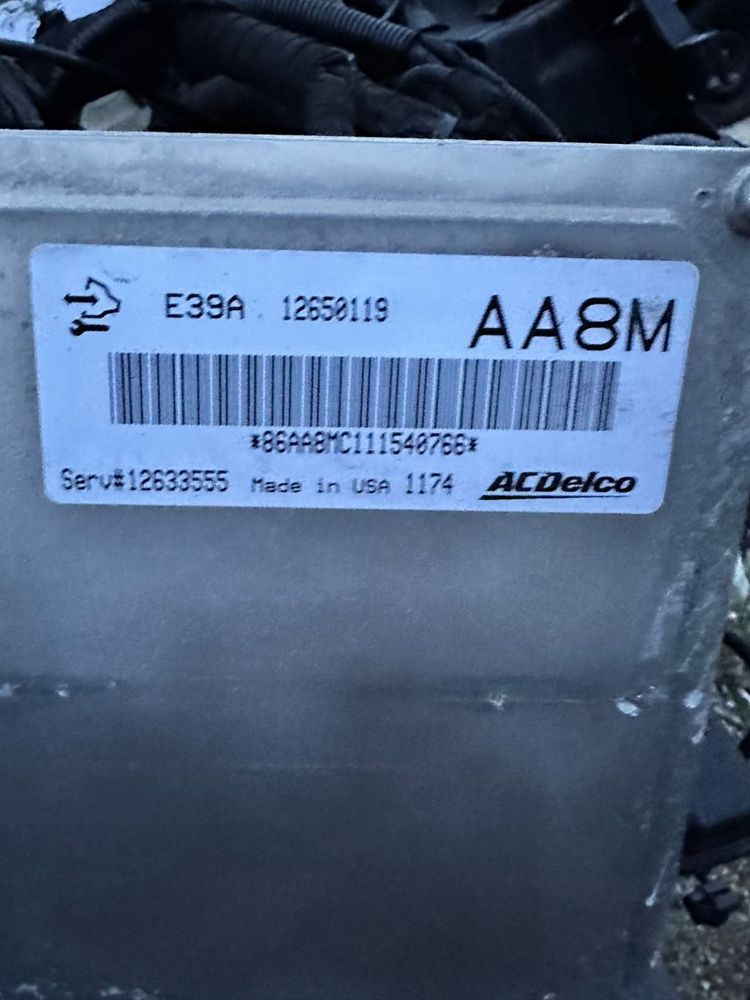 E39A 12650119 AA8M
*86AA8MC111540766*
Serv#12633555 Made in USA 1174 ACDelco